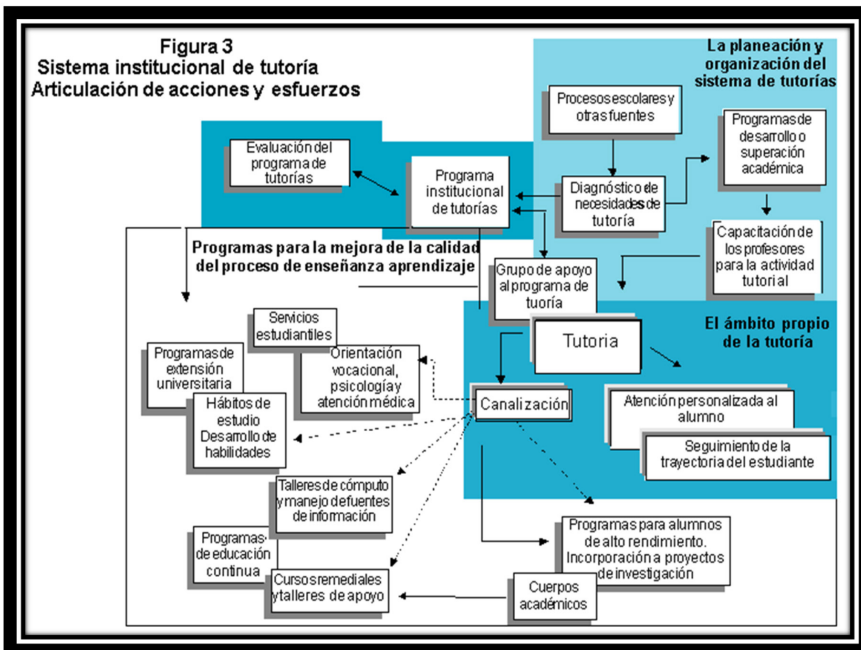 Figura 3
Sistema institucional de tutoría
Articulación de acciones y esfuerzos
La planeación y
organización del
sistema de tutorías
Procesos escolares y
otras fuentes
Programas de
desarrollo o
superación
académica
Evaluación del
programa de
tutorías
Programa
institucional
de tutorías
Diagnóstico de
necesidades de
tutoría
Capacitación de
los profesores
para la actividad
tutorial
Programas para la mejora de la calidad
del proceso de enseñanza aprendizaje
Grupo de apoyo
al programa de
tuoría
El ámbito propio
de la tutoría
Servicios
estudiantiles
Tutoria
Programas de
extensión
universitaria
Orientación
vocacional,
psicología y
atención médica
Canalización
Atención personalizada al
alumno
Hábitos de
estudio
Desarrollo de
habilidades
Seguimiento de la
trayectoria del estudiante
Talleres de cómputo
y manejo de fuentes
de información
Programas para alumnos
de alto rendimiento.
Incorporación a proyectos
de investigación
Programas
de educación
continua
Cursos remediales
y talleres de apoyo
Cuerpos
académicos